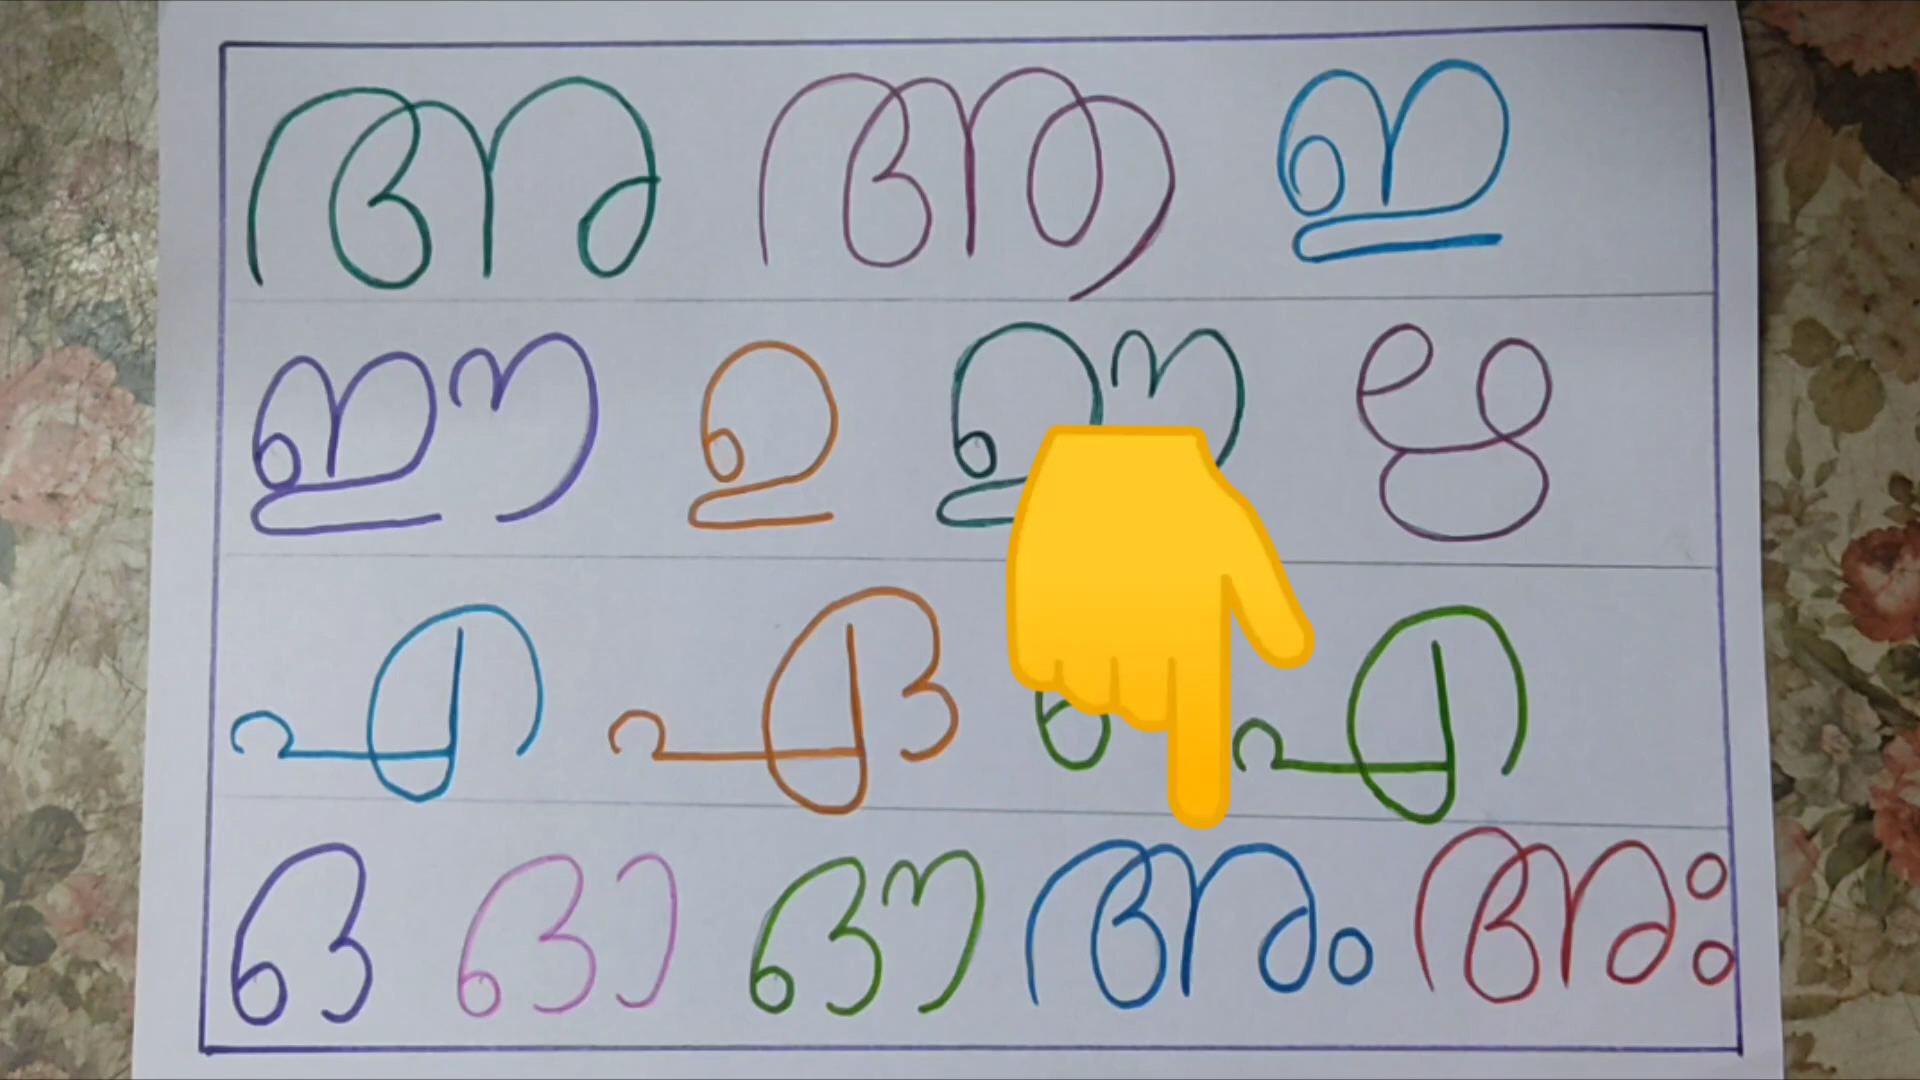 അ ആ ഇ
ഈ ഉ ഊ ഋ
എ ഏ ഐ
ഒ ഓ ഔ അം അഃ